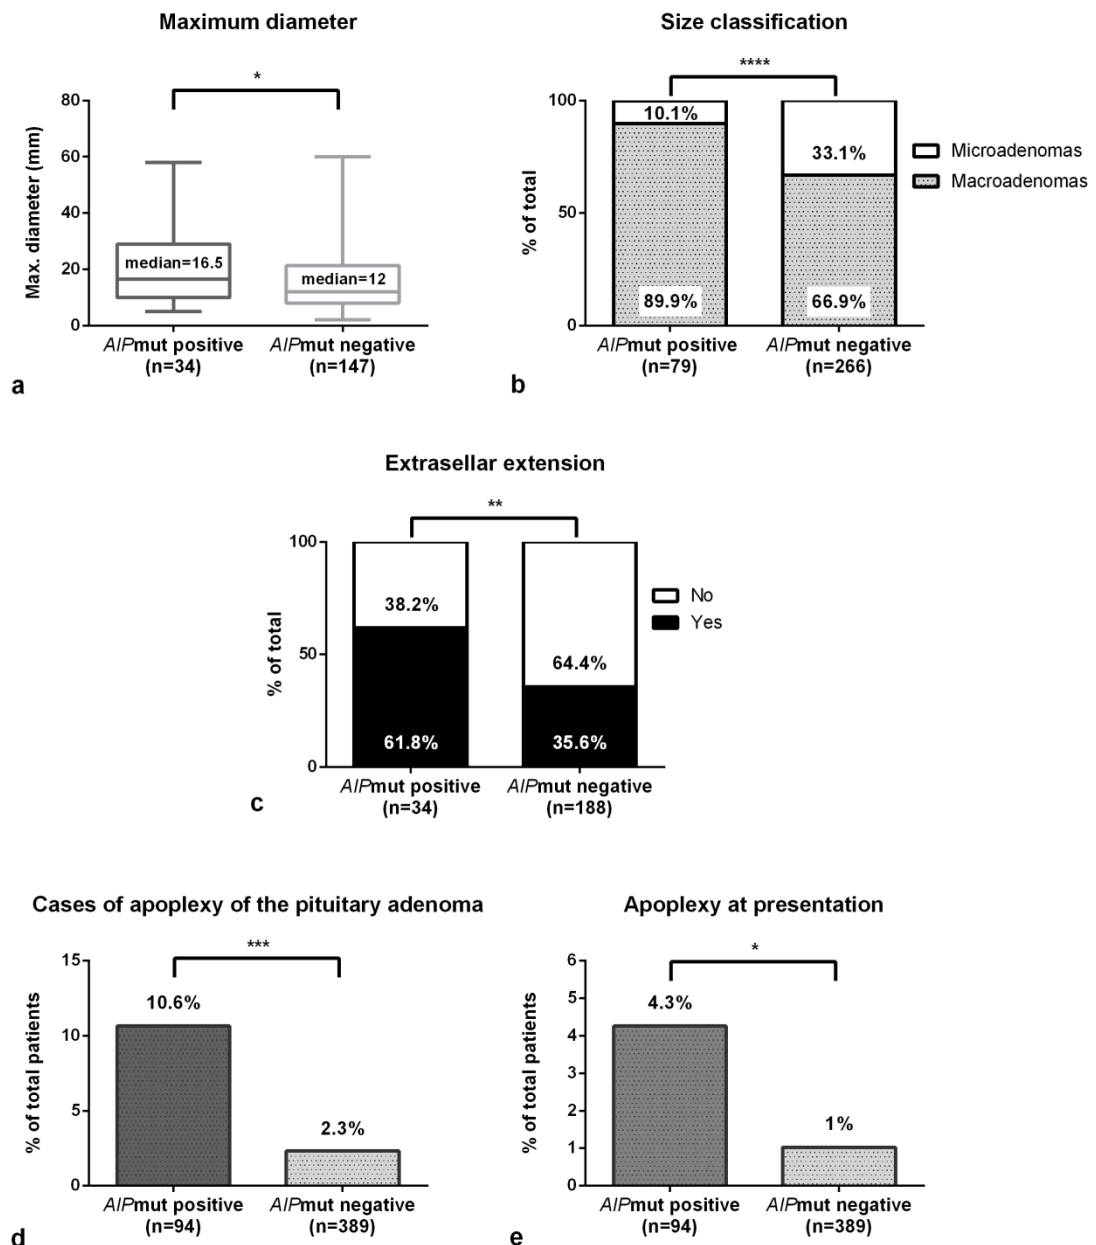 Maximum diameter
*
Max. diameter (mm)
80
60
40
20
0
median=16.5
median=12
AIPmut positive
(n=34)
AIPmut negative
(n=147)
a
Size classification
****
% of total
100
50
0
10.1%
33.1%
89.9%
66.9%
Microadenomas
Macroadenomas
AIPmut positive
(n=79)
AIPmut negative
(n=266)
b
Extrasellar extension
**
% of total
100
50
0
38.2%
64.4%
61.8%
35.6%
No
Yes
AIPmut positive
(n=34)
AIPmut negative
(n=188)
c
Cases of apoplexy of the pituitary adenoma
***
% of total patients
15
10
5
0
10.6%
2.3%
AIPmut positive
(n=94)
AIPmut negative
(n=389)
d
Apoplexy at presentation
*
% of total patients
6
5
4
3
2
1
0
4.3%
1%
AIPmut positive
(n=94)
AIPmut negative
(n=389)
e